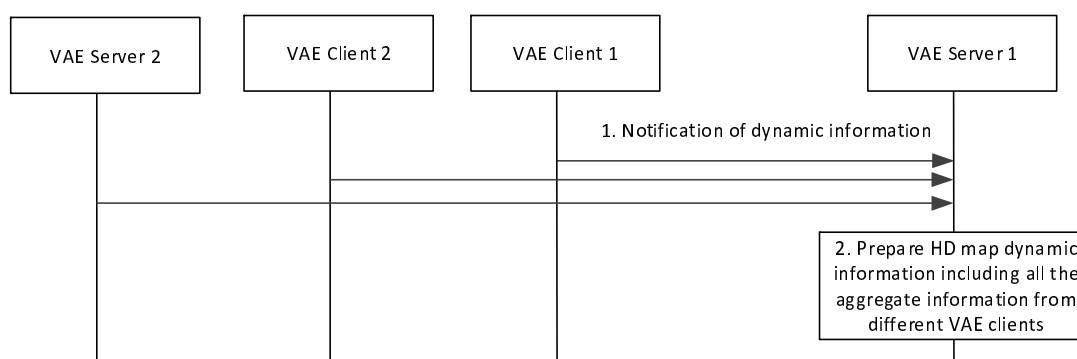 VAE Server 2
VAE Client 2
VAE Client 1
VAE Server 1
1. Notification of dynamic information
2. Prepare HD map dynamic
information including all the
aggregate information from
different VAE clients